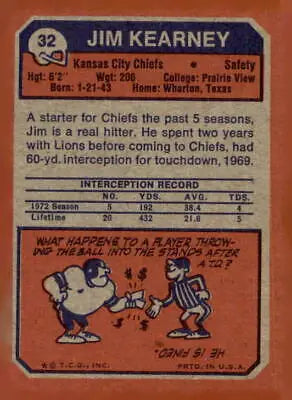 32
JIM KEARNEY
Kansas City Chiefs • Safety
Hgt: 6'2" Wgt: 206 College: Prairie View
Born: 1-21-43 Home: Wharton, Texas
A starter for Chiefs the past 5 seasons,
Jim is a real hitter. He spent two years
with Lions before coming to Chiefs, had
60-yd. interception for touchdown, 1969.
INTERCEPTION RECORD
NO. YDS. AVG. YDS.
1972 Season 5 192 38.4 4
Lifetime 20 432 21.6 5
WHAT HAPPENS TO A PLAYER THROW-
ING THE BALL INTO THE STANDS AFTER
A TD?
$ $
$ $
HE IS FINED.
* © T.C.G., INC. PRTD. IN U.S.A.